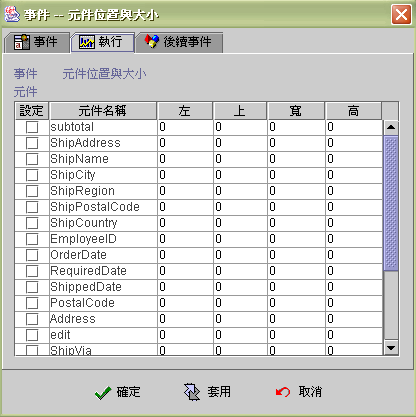 事件 -- 元件位置與大小
事件 執行 後續事件
事件 元件位置與大小
元件
設定 元件名稱 左 上 寬 高
subtotal 0 0 0 0
ShipAddress 0 0 0 0
ShipName 0 0 0 0
ShipCity 0 0 0 0
ShipRegion 0 0 0 0
ShipPostalCode 0 0 0 0
ShipCountry 0 0 0 0
EmployeeID 0 0 0 0
OrderDate 0 0 0 0
RequiredDate 0 0 0 0
ShippedDate 0 0 0 0
PostalCode 0 0 0 0
Address 0 0 0 0
edit 0 0 0 0
ShipVia 0 0 0 0
確定 套用 取消